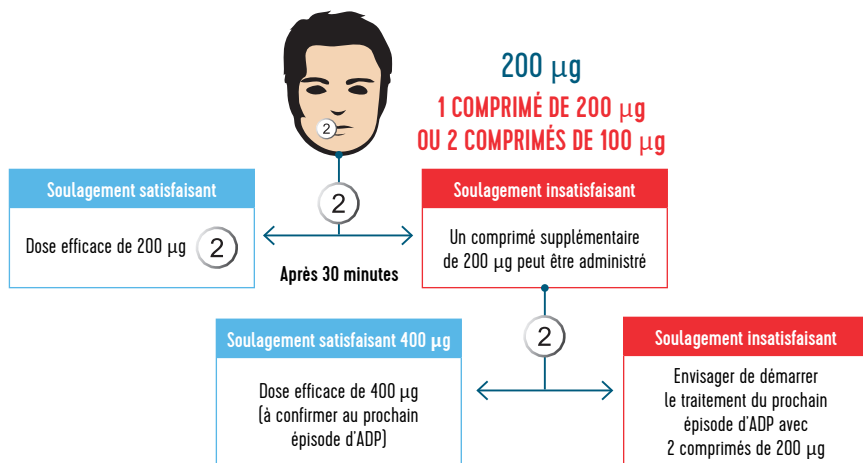 200 µg
1 COMPRIMÉ DE 200 µg
OU 2 COMPRIMÉS DE 100 µg
2
Soulagement satisfaisant
Dose efficace de 200 µg 2
2
Après 30 minutes
Soulagement insatisfaisant
Un comprimé supplémentaire
de 200 µg peut être administré
2
Soulagement satisfaisant 400 µg
Dose efficace de 400 µg
(à confirmer au prochain
épisode d'ADP)
Soulagement insatisfaisant
Envisager de démarrer
le traitement du prochain
épisode d'ADP avec
2 comprimés de 200 µg